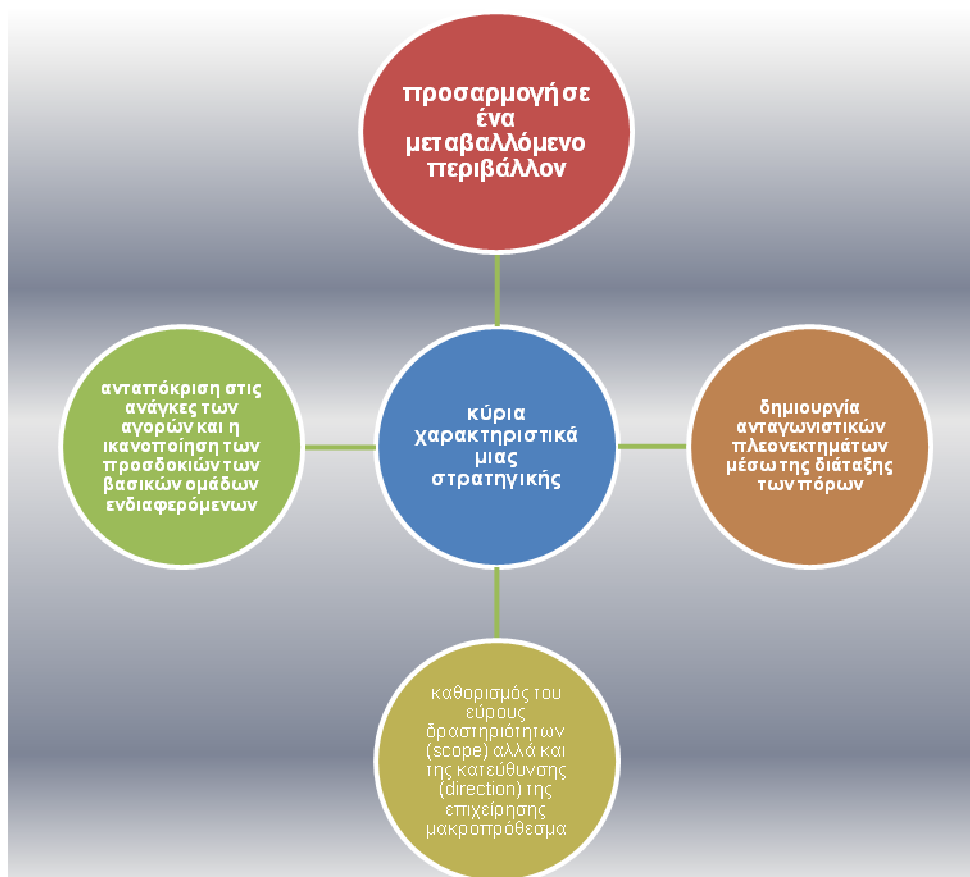 προσαρμογή σε
ένα
μεταβαλλόμενο
περιβάλλον
ανταπόκριση στις
ανάγκες των
αγορών και η
ικανοποίηση των
προσδοκιών των
βασικών ομάδων
ενδιαφερόμενων
κύρια
χαρακτηριστικά
μιας
στρατηγικής
δημιουργία
ανταγωνιστικών
πλεονεκτημάτων
μέσω της διάταξης
των πόρων
καθορισμός του
εύρους
δραστηριότητων
(scope) αλλά και
της κατεύθυνσης
(direction) της
επιχείρησης
μακροπρόθεσμα